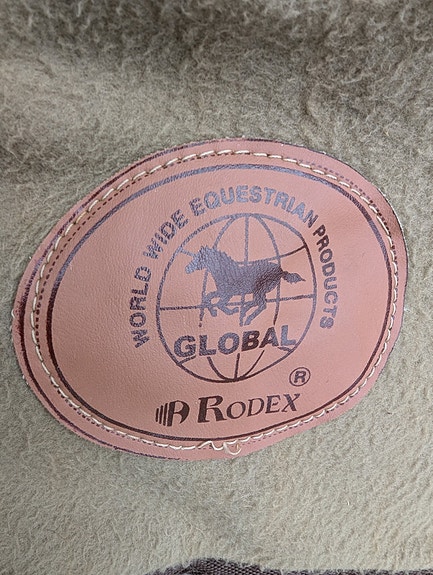 WORLD WIDE EQUESTRIAN PRODUCTS
GLOBAL
®
RODEX